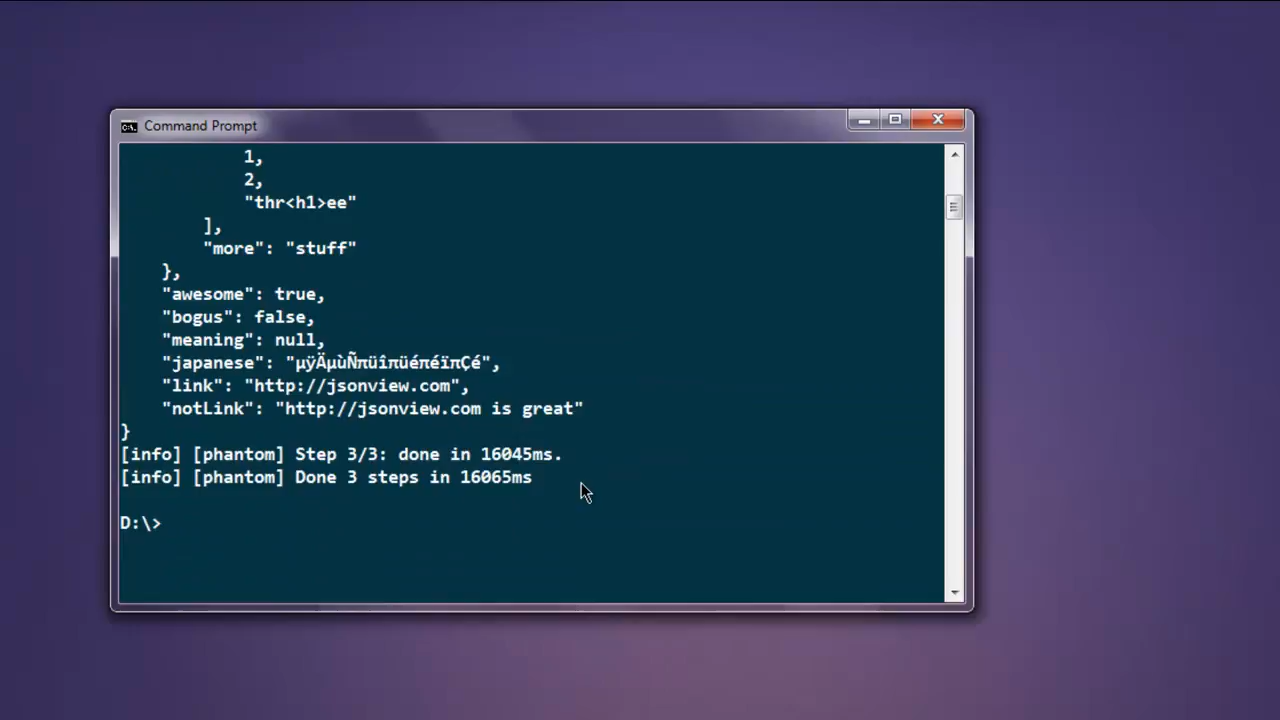 Command Prompt
1,
2,
"thr<h1>ee"
],
"more": "stuff"
},
"awesome": true,
"bogus": false,
"meaning": null,
"japanese": "µÿÄµùÑπüîπüéπéïπÇé",
"link": "http://jsonview.com",
"notLink": "http://jsonview.com is great"
}
[info] [phantom] Step 3/3: done in 16045ms.
[info] [phantom] Done 3 steps in 16065ms
D:\>